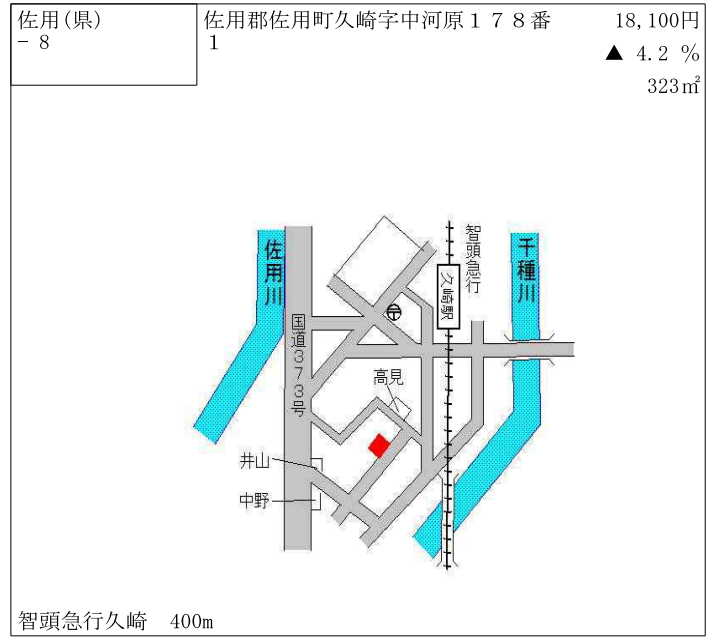 佐用(県)
− 8
佐用郡佐用町久崎字中河原１７８番
1
18,100円
▲ 4.2 %
323㎡
佐用川
国道373号
智頭急行
久崎駅
千種川
〒
高見
井山
中野
智頭急行久崎 400m